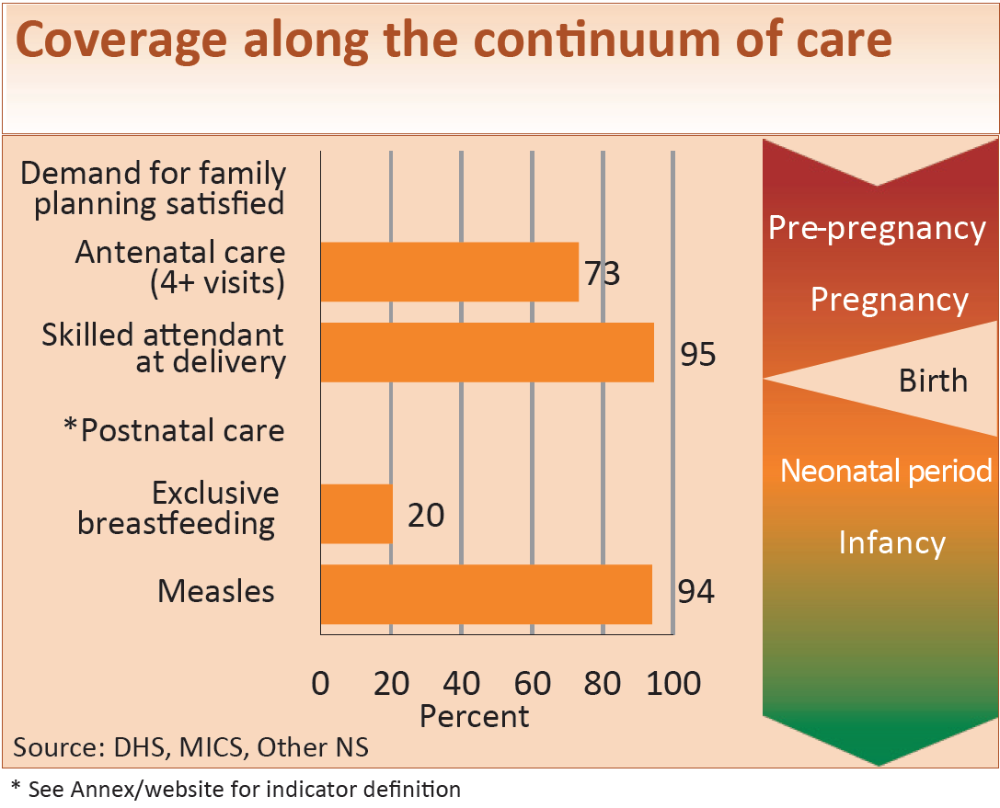 Coverage along the continuum of care
Demand for family
planning satisfied
Antenatal care
(4+ visits)
73
Skilled attendant
at delivery
95
*Postnatal care
Exclusive
breastfeeding
20
Measles
94
0 20 40 60 80 100
Percent
Pre-pregnancy
Pregnancy
Birth
Neonatal period
Infancy
Source: DHS, MICS, Other NS
* See Annex/website for indicator definition